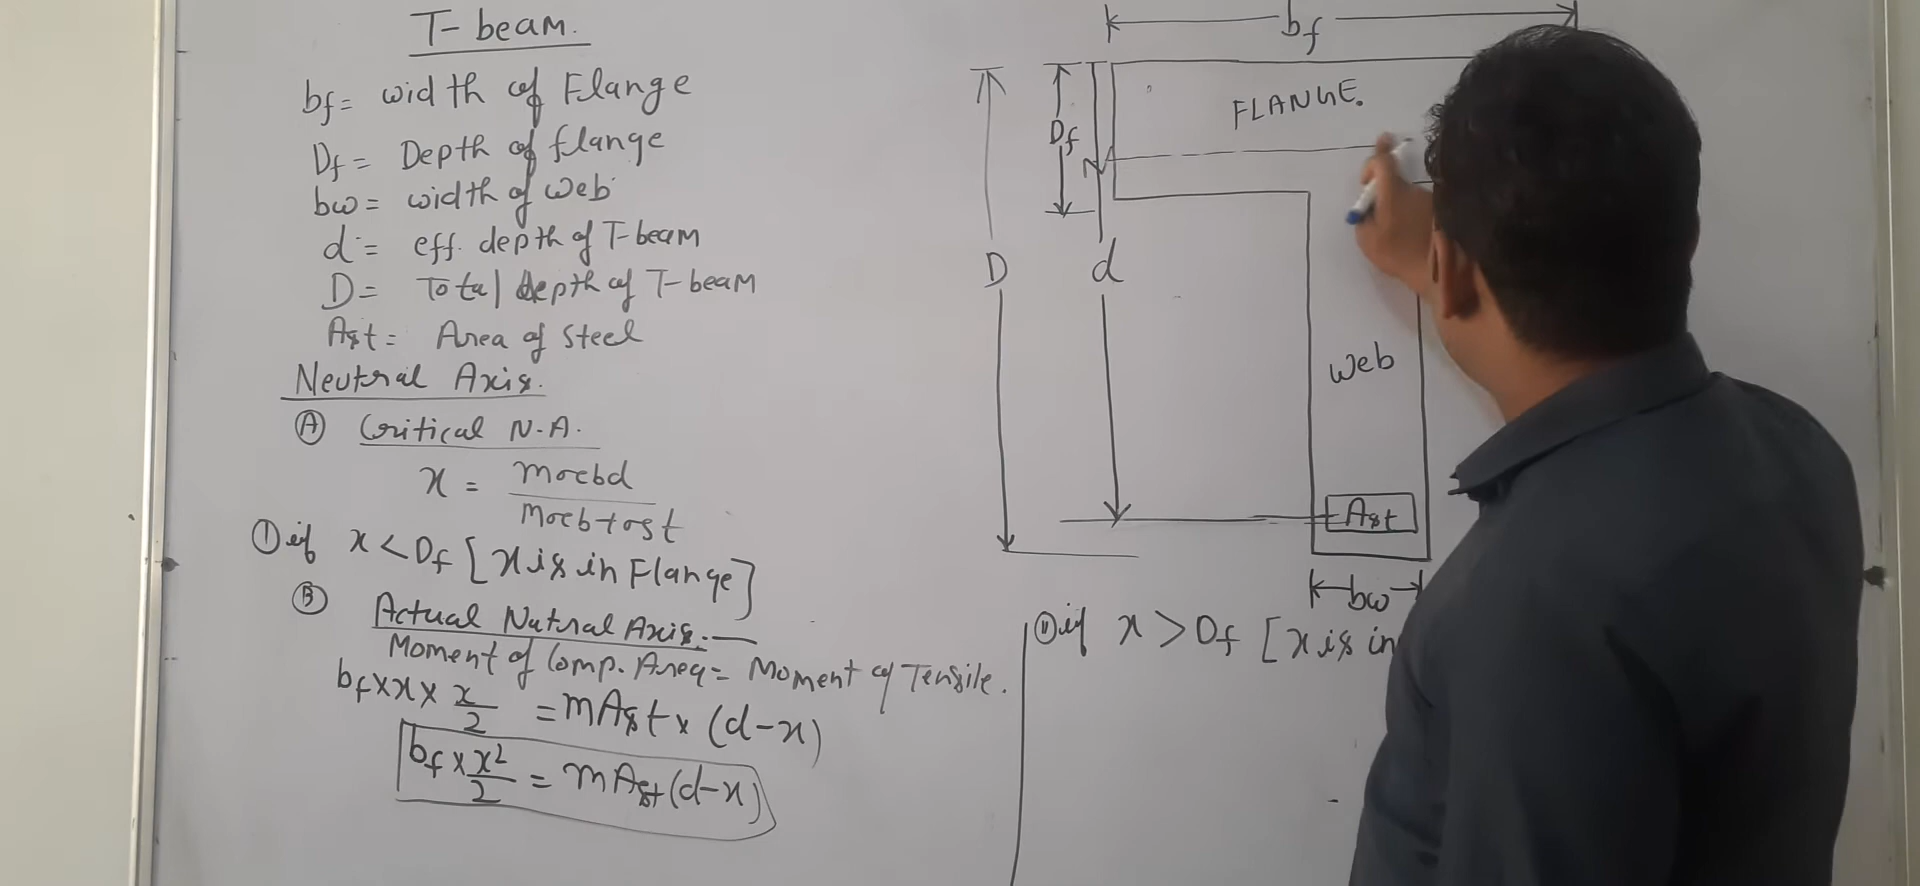 T-beam.
bf = width of Flange
Df = Depth of flange
bw = width of web
d = eff. depth of T-beam
D = Total depth of T-beam
Ast = Area of steel
Neutral Axis.
Ⓐ Critical N.A.
x = mσcbd / mσcb+σst
① if x < Df [x is in Flange]
Ⓑ Actual Natural Axis:—
Moment of Comp. Area = Moment of Tensile.
bf × x × x/2 = mAst × (d-x)
bf × x²/2 = mAst (d-x)
bf
FLANGE.
Df
D
d
web
Ast
bw
⑪ if x > Df [x is in